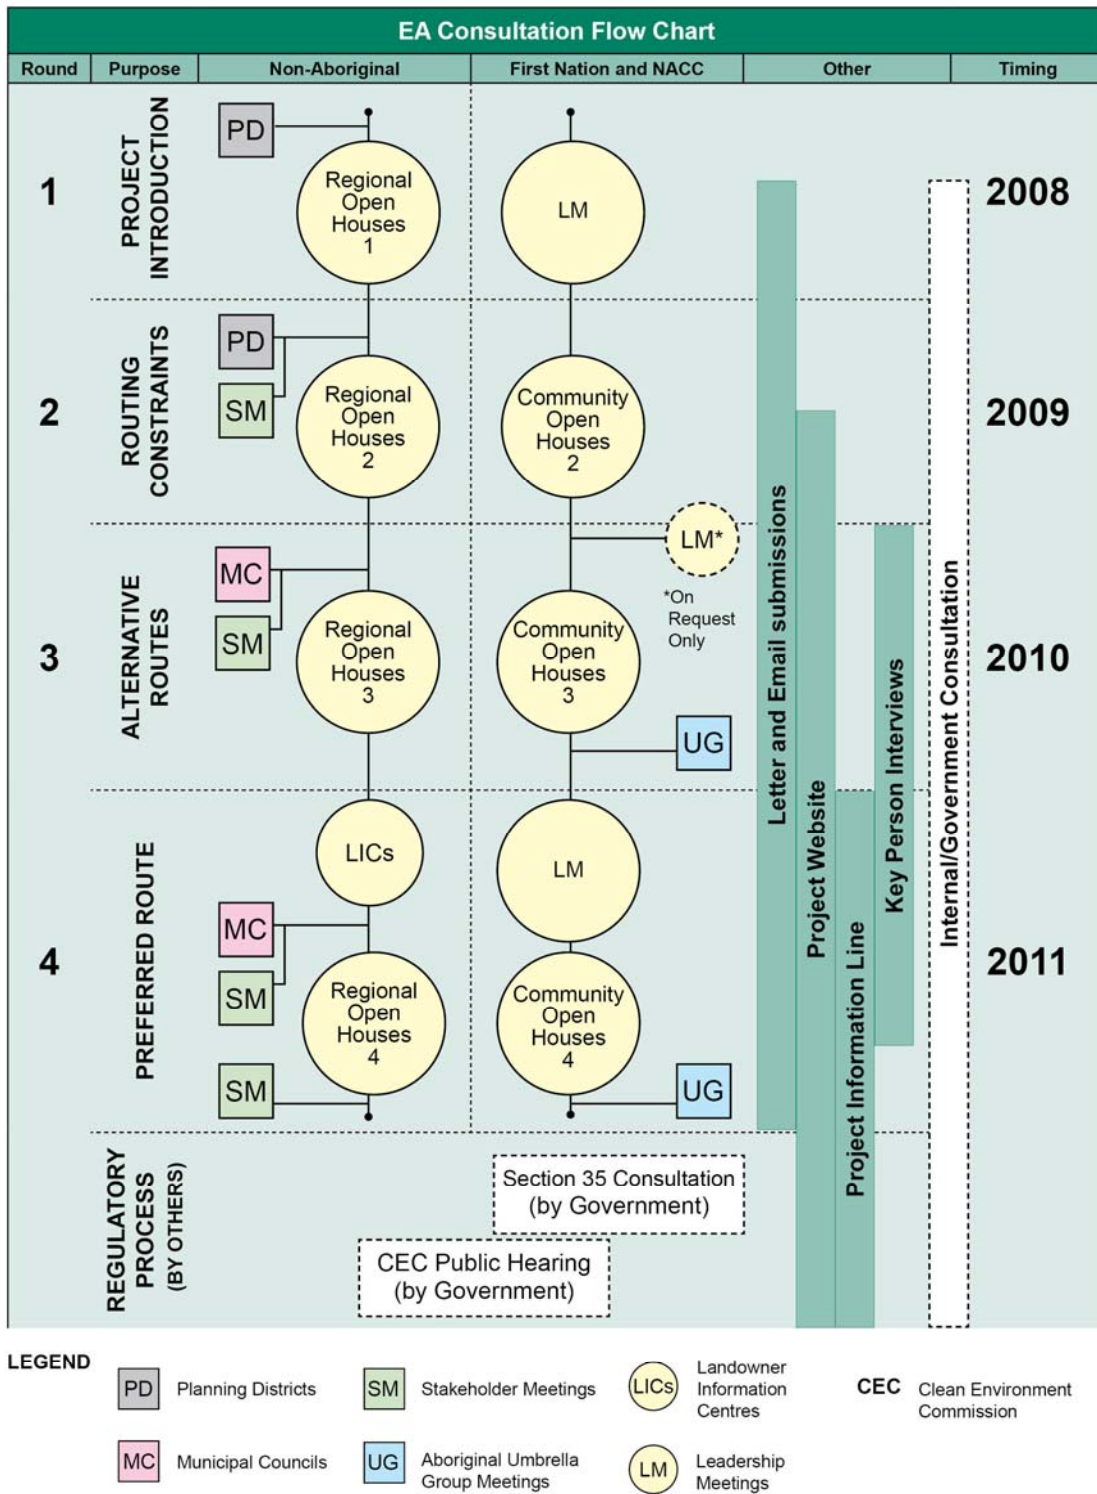 EA Consultation Flow Chart
Round
Purpose
Non-Aboriginal
First Nation and NACC
Other
Timing
1
PROJECT
INTRODUCTION
PD
Regional
Open
Houses
1
LM
2008
2
ROUTING
CONSTRAINTS
PD
SM
Regional
Open
Houses
2
Community
Open
Houses
2
2009
3
ALTERNATIVE
ROUTES
MC
SM
Regional
Open
Houses
3
LM*
*On
Request
Only
Community
Open
Houses
3
UG
2010
4
PREFERRED ROUTE
LICs
MC
SM
Regional
Open
Houses
4
SM
LM
Community
Open
Houses
4
UG
2011
Letter and Email submissions
Project Website
Project Information Line
Key Person Interviews
Internal/Government Consultation
REGULATORY
PROCESS
(BY OTHERS)
Section 35 Consultation
(by Government)
CEC Public Hearing
(by Government)
LEGEND
PD Planning Districts
SM Stakeholder Meetings
LICs
Landowner
Information
Centres
CEC Clean Environment
Commission
MC Municipal Councils
UG Aboriginal Umbrella
Group Meetings
LM Leadership
Meetings